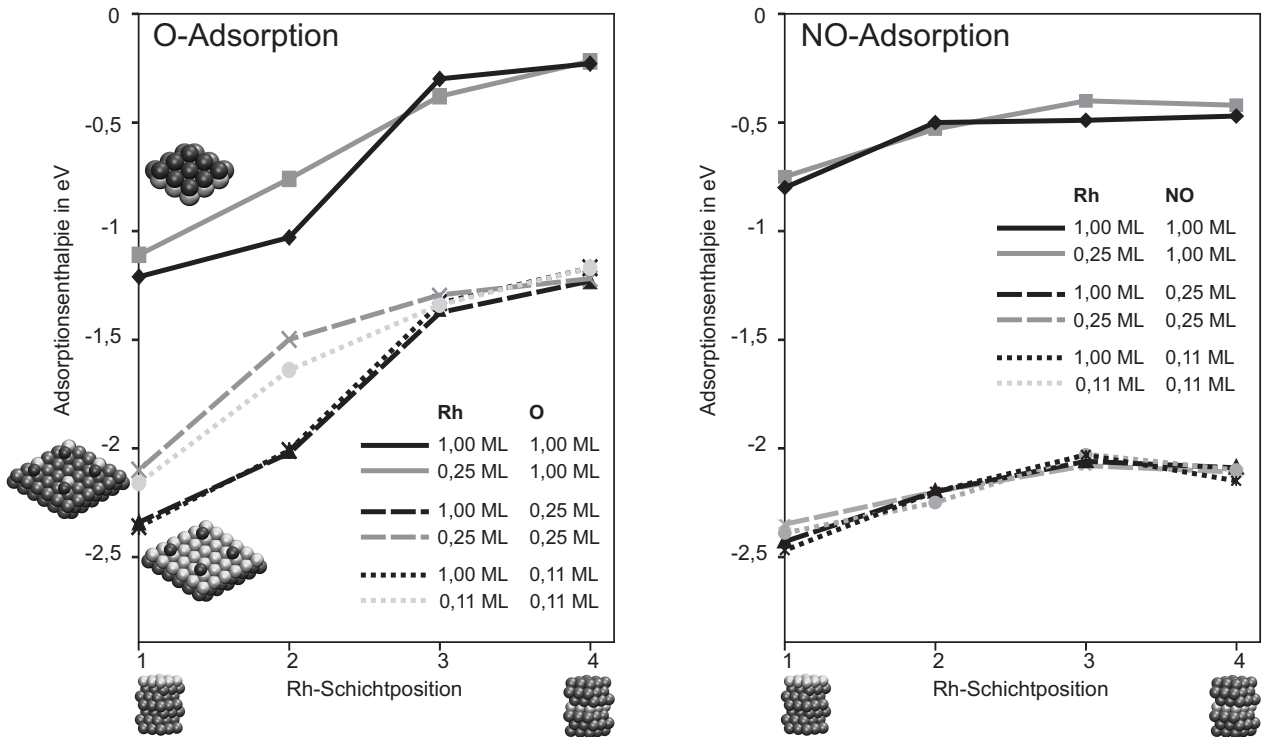 O-Adsorption
0
-0,5
-1
-1,5
-2
-2,5
Adsorptionsenthalpie in eV
Rh O
1,00 ML 1,00 ML
0,25 ML 1,00 ML
1,00 ML 0,25 ML
0,25 ML 0,25 ML
1,00 ML 0,11 ML
0,11 ML 0,11 ML
1 2 3 4
Rh-Schichtposition
NO-Adsorption
0
-0,5
-1
-1,5
-2
-2,5
Adsorptionsenthalpie in eV
Rh NO
1,00 ML 1,00 ML
0,25 ML 1,00 ML
1,00 ML 0,25 ML
0,25 ML 0,25 ML
1,00 ML 0,11 ML
0,11 ML 0,11 ML
1 2 3 4
Rh-Schichtposition